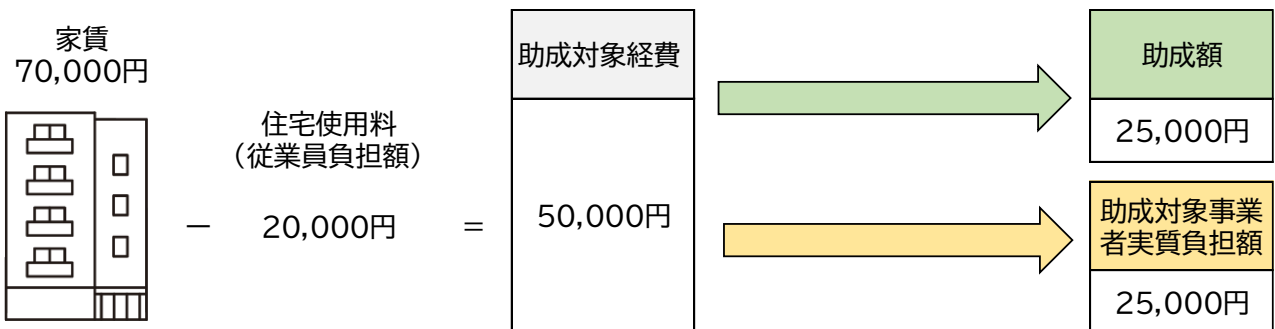 家賃
70,000円
住宅使用料
（従業員負担額）
－ 20,000円 ＝
助成対象経費
50,000円
助成額
25,000円
助成対象事業
者実質負担額
25,000円